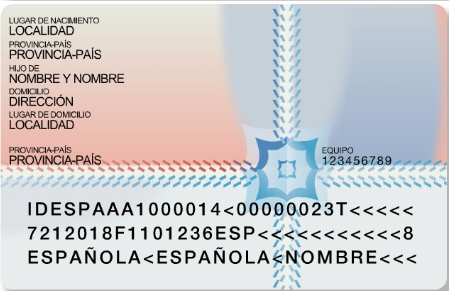 LUGAR DE NACIMIENTO
LOCALIDAD
PROVINCIA-PAÍS
PROVINCIA-PAÍS
HIJO DE
NOMBRE Y NOMBRE
DOMICILIO
DIRECCIÓN
LUGAR DE DOMICILIO
LOCALIDAD
PROVINCIA-PAÍS
PROVINCIA-PAÍS
EQUIPO
123456789
IDESPAAA1000014<00000023T<<<<<
7212018F1101236ESP<<<<<<<<<<<8
ESPAÑOLA<ESPAÑOLA<NOMBRE<<<